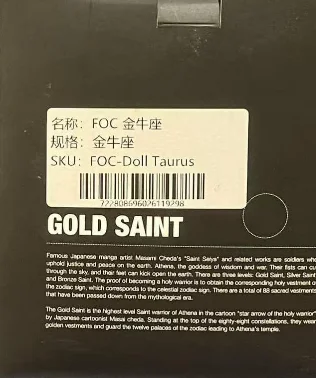 名称：FOC 金牛座
规格：金牛座
SKU：FOC-Doll Taurus
722808696026119298
GOLD SAINT
Famous Japanese manga artist Masami Cheda's "Saint Seiya" and related works are soldiers who
uphold justice and peace on the earth. Athena, the goddess of wisdom and war. Their fists can cu
through the sky, and their feet can kick open the earth. There are three levels: Gold Saint, Silver Saint
and Bronze Saint. The proof of becoming a holy warrior is to obtain the corresponding holy vestment of
the zodiac sign, which corresponds to the celestial zodiac sign. There are a total of 88 sacred vestments
that have been passed down from the mythological era.
The Gold Saint is the highest level Saint warrior of Athena in the cartoon "star arrow of the holy warrior"
by Japanese cartoonist Masai cheda. Standing at the top of the eighty-eight constellations, they wear
golden vestments and guard the twelve palaces of the zodiac leading to Athena's temple.